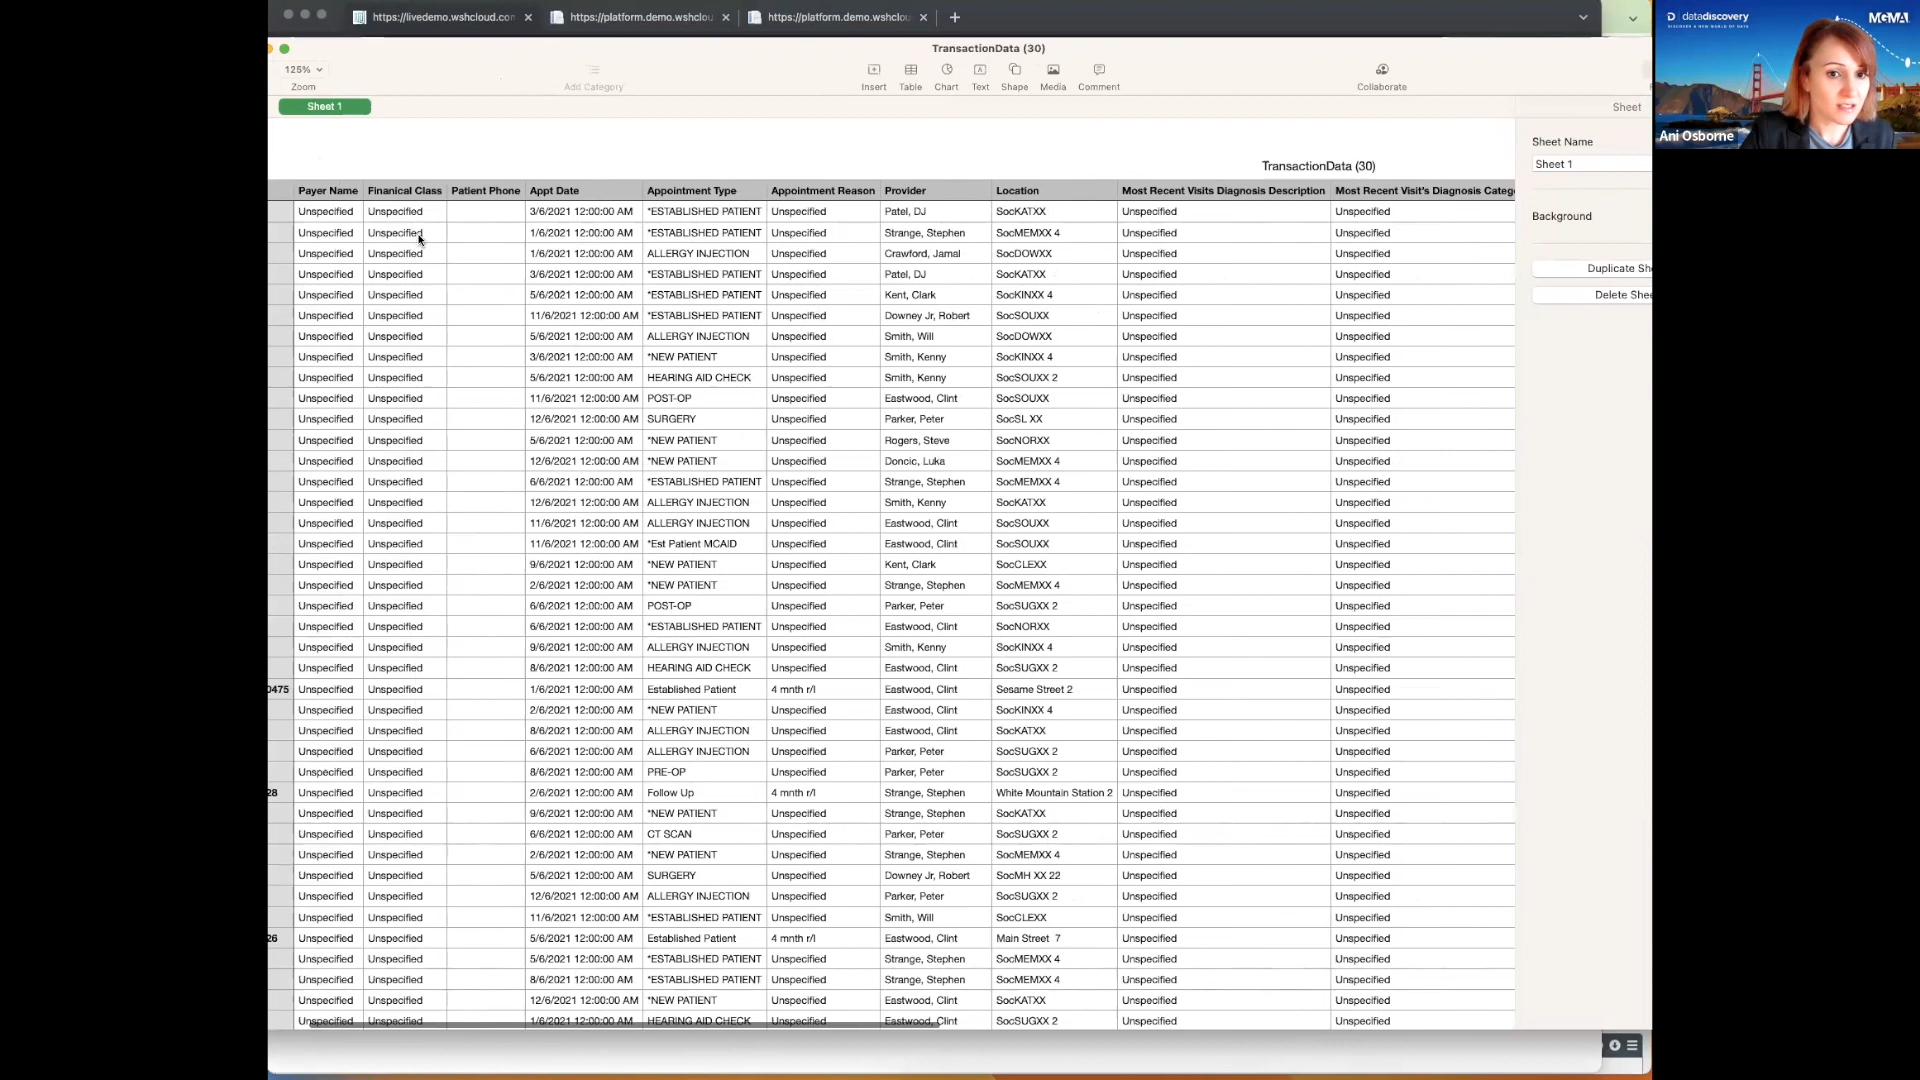 https://livedemo.wshcloud.con
https://platform.demo.wshclou
https://platform.demo.wshclou
TransactionData (30)
125%
Zoom
Add Category
Insert Table Chart Text Shape Media Comment
Collaborate
Sheet 1
Sheet
Sheet Name
Sheet 1
Background
Duplicate She
Delete Shee
datadiscovery
DISCOVER A NEW WORLD OF DATA
MGMA
Ani Osborne
TransactionData (30)
Payer Name Finanical Class Patient Phone Appt Date Appointment Type Appointment Reason Provider Location Most Recent Visits Diagnosis Description Most Recent Visit's Diagnosis Catego
Unspecified Unspecified 3/6/2021 12:00:00 AM *ESTABLISHED PATIENT Unspecified Patel, DJ SocKATXX Unspecified Unspecified
Unspecified Unspecified 1/6/2021 12:00:00 AM *ESTABLISHED PATIENT Unspecified Strange, Stephen SocMEMXX 4 Unspecified Unspecified
Unspecified Unspecified 1/6/2021 12:00:00 AM ALLERGY INJECTION Unspecified Crawford, Jamal SocDOWXX Unspecified Unspecified
Unspecified Unspecified 3/6/2021 12:00:00 AM *ESTABLISHED PATIENT Unspecified Patel, DJ SocKATXX Unspecified Unspecified
Unspecified Unspecified 5/6/2021 12:00:00 AM *ESTABLISHED PATIENT Unspecified Kent, Clark SocKINXX 4 Unspecified Unspecified
Unspecified Unspecified 11/6/2021 12:00:00 AM *ESTABLISHED PATIENT Unspecified Downey Jr, Robert SocSOUXX Unspecified Unspecified
Unspecified Unspecified 5/6/2021 12:00:00 AM ALLERGY INJECTION Unspecified Smith, Will SocDOWXX Unspecified Unspecified
Unspecified Unspecified 3/6/2021 12:00:00 AM *NEW PATIENT Unspecified Smith, Kenny SocKINXX 4 Unspecified Unspecified
Unspecified Unspecified 5/6/2021 12:00:00 AM HEARING AID CHECK Unspecified Smith, Kenny SocSOUXX 2 Unspecified Unspecified
Unspecified Unspecified 11/6/2021 12:00:00 AM POST-OP Unspecified Eastwood, Clint SocSOUXX Unspecified Unspecified
Unspecified Unspecified 12/6/2021 12:00:00 AM SURGERY Unspecified Parker, Peter SocSL XX Unspecified Unspecified
Unspecified Unspecified 5/6/2021 12:00:00 AM *NEW PATIENT Unspecified Rogers, Steve SocNORXX Unspecified Unspecified
Unspecified Unspecified 12/6/2021 12:00:00 AM *NEW PATIENT Unspecified Doncic, Luka SocMEMXX 4 Unspecified Unspecified
Unspecified Unspecified 6/6/2021 12:00:00 AM *ESTABLISHED PATIENT Unspecified Strange, Stephen SocMEMXX 4 Unspecified Unspecified
Unspecified Unspecified 12/6/2021 12:00:00 AM ALLERGY INJECTION Unspecified Smith, Kenny SocKATXX Unspecified Unspecified
Unspecified Unspecified 11/6/2021 12:00:00 AM ALLERGY INJECTION Unspecified Eastwood, Clint SocSOUXX Unspecified Unspecified
Unspecified Unspecified 11/6/2021 12:00:00 AM *Est Patient MCAID Unspecified Eastwood, Clint SocSOUXX Unspecified Unspecified
Unspecified Unspecified 9/6/2021 12:00:00 AM *NEW PATIENT Unspecified Kent, Clark SocCLEXX Unspecified Unspecified
Unspecified Unspecified 2/6/2021 12:00:00 AM *NEW PATIENT Unspecified Strange, Stephen SocMEMXX 4 Unspecified Unspecified
Unspecified Unspecified 6/6/2021 12:00:00 AM POST-OP Unspecified Parker, Peter SocSUGXX 2 Unspecified Unspecified
Unspecified Unspecified 6/6/2021 12:00:00 AM *ESTABLISHED PATIENT Unspecified Eastwood, Clint SocNORXX Unspecified Unspecified
Unspecified Unspecified 9/6/2021 12:00:00 AM ALLERGY INJECTION Unspecified Smith, Kenny SocKINXX 4 Unspecified Unspecified
Unspecified Unspecified 8/6/2021 12:00:00 AM HEARING AID CHECK Unspecified Eastwood, Clint SocSUGXX 2 Unspecified Unspecified
0475 Unspecified Unspecified 1/6/2021 12:00:00 AM Established Patient 4 mnth r/l Eastwood, Clint Sesame Street 2 Unspecified Unspecified
Unspecified Unspecified 2/6/2021 12:00:00 AM *NEW PATIENT Unspecified Eastwood, Clint SocKINXX 4 Unspecified Unspecified
Unspecified Unspecified 8/6/2021 12:00:00 AM ALLERGY INJECTION Unspecified Eastwood, Clint SocKATXX Unspecified Unspecified
Unspecified Unspecified 6/6/2021 12:00:00 AM ALLERGY INJECTION Unspecified Parker, Peter SocSUGXX 2 Unspecified Unspecified
Unspecified Unspecified 8/6/2021 12:00:00 AM PRE-OP Unspecified Parker, Peter SocSUGXX 2 Unspecified Unspecified
28 Unspecified Unspecified 2/6/2021 12:00:00 AM Follow Up 4 mnth r/l Strange, Stephen White Mountain Station 2 Unspecified Unspecified
Unspecified Unspecified 9/6/2021 12:00:00 AM *NEW PATIENT Unspecified Strange, Stephen SocKATXX Unspecified Unspecified
Unspecified Unspecified 6/6/2021 12:00:00 AM CT SCAN Unspecified Parker, Peter SocSUGXX 2 Unspecified Unspecified
Unspecified Unspecified 2/6/2021 12:00:00 AM *NEW PATIENT Unspecified Strange, Stephen SocMEMXX 4 Unspecified Unspecified
Unspecified Unspecified 5/6/2021 12:00:00 AM SURGERY Unspecified Downey Jr, Robert SocMH XX 22 Unspecified Unspecified
Unspecified Unspecified 12/6/2021 12:00:00 AM ALLERGY INJECTION Unspecified Parker, Peter SocSUGXX 2 Unspecified Unspecified
Unspecified Unspecified 11/6/2021 12:00:00 AM *ESTABLISHED PATIENT Unspecified Smith, Will SocCLEXX Unspecified Unspecified
26 Unspecified Unspecified 5/6/2021 12:00:00 AM Established Patient 4 mnth r/l Eastwood, Clint Main Street 7 Unspecified Unspecified
Unspecified Unspecified 5/6/2021 12:00:00 AM *ESTABLISHED PATIENT Unspecified Strange, Stephen SocMEMXX 4 Unspecified Unspecified
Unspecified Unspecified 8/6/2021 12:00:00 AM *ESTABLISHED PATIENT Unspecified Strange, Stephen SocMEMXX 4 Unspecified Unspecified
Unspecified Unspecified 12/6/2021 12:00:00 AM *NEW PATIENT Unspecified Eastwood, Clint SocKATXX Unspecified Unspecified
Unspecified Unspecified 1/6/2021 12:00:00 AM HEARING AID CHECK Unspecified Eastwood, Clint SocSUGXX 2 Unspecified Unspecified